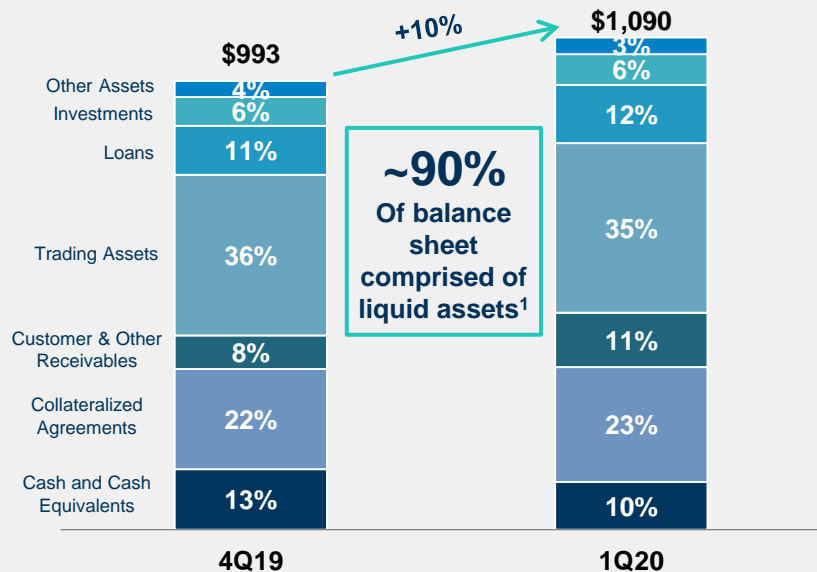 $993
+10%
$1,090
Other Assets
4%
3%
Investments
6%
6%
Loans
11%
12%
~90%
Of balance
sheet
comprised of
liquid assets1
Trading Assets
36%
35%
Customer & Other
Receivables
8%
11%
Collateralized
Agreements
22%
23%
Cash and Cash
Equivalents
13%
10%
4Q19
1Q20